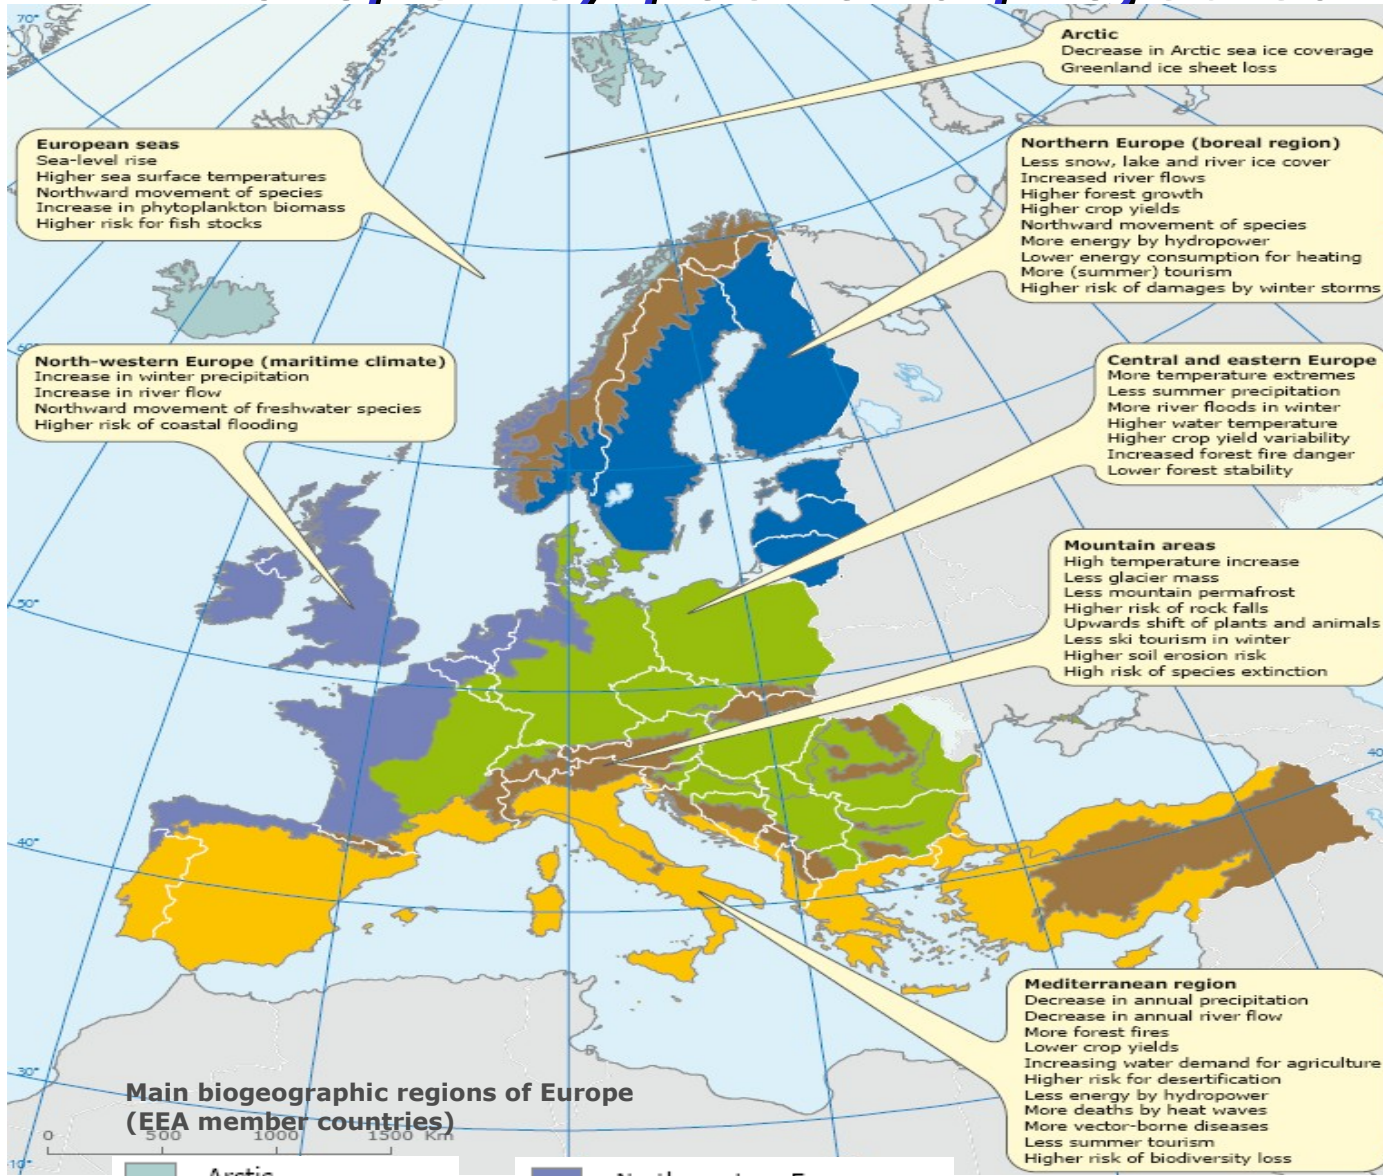 70°
Arctic
Decrease in Arctic sea ice coverage
Greenland ice sheet loss
European seas
Sea-level rise
Higher sea surface temperatures
Northward movement of species
Increase in phytoplankton biomass
Higher risk for fish stocks
Northern Europe (boreal region)
Less snow, lake and river ice cover
Increased river flows
Higher forest growth
Higher crop yields
Northward movement of species
More energy by hydropower
Lower energy consumption for heating
More (summer) tourism
Higher risk of damages by winter storms
North-western Europe (maritime climate)
Increase in winter precipitation
Increase in river flow
Northward movement of freshwater species
Higher risk of coastal flooding
Central and eastern Europe
More temperature extremes
Less summer precipitation
More river floods in winter
Higher water temperature
Higher crop yield variability
Increased forest fire danger
Lower forest stability
50°
Mountain areas
High temperature increase
Less glacier mass
Less mountain permafrost
Higher risk of rock falls
Upwards shift of plants and animals
Less ski tourism in winter
Higher soil erosion risk
High risk of species extinction
40
40°
Mediterranean region
Decrease in annual precipitation
Decrease in annual river flow
More forest fires
Lower crop yields
Increasing water demand for agriculture
Higher risk for desertification
Less energy by hydropower
More deaths by heat waves
More vector-borne diseases
Less summer tourism
Higher risk of biodiversity loss
30°
Main biogeographic regions of Europe
(EEA member countries)
0 500 1000 1500 Km
10°
Arctic